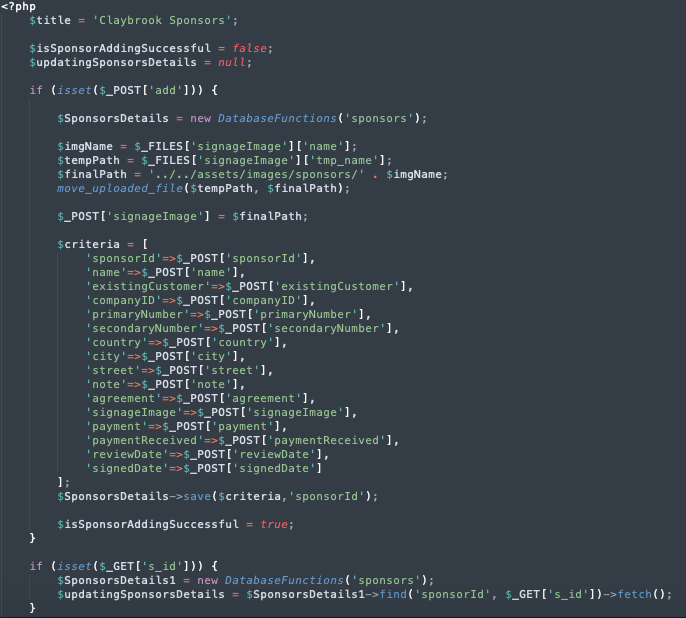 <?php
    $title = 'Claybrook Sponsors';

    $isSponsorAddingSuccessful = false;
    $updatingSponsorsDetails = null;

    if (isset($_POST['add'])) {

        $SponsorsDetails = new DatabaseFunctions('sponsors');

        $imgName = $_FILES['signageImage']['name'];
        $tempPath = $_FILES['signageImage']['tmp_name'];
        $finalPath = '../../assets/images/sponsors/' . $imgName;
        move_uploaded_file($tempPath, $finalPath);

        $_POST['signageImage'] = $finalPath;

        $criteria = [
            'sponsorId'=>$_POST['sponsorId'],
            'name'=>$_POST['name'],
            'existingCustomer'=>$_POST['existingCustomer'],
            'companyID'=>$_POST['companyID'],
            'primaryNumber'=>$_POST['primaryNumber'],
            'secondaryNumber'=>$_POST['secondaryNumber'],
            'country'=>$_POST['country'],
            'city'=>$_POST['city'],
            'street'=>$_POST['street'],
            'note'=>$_POST['note'],
            'agreement'=>$_POST['agreement'],
            'signageImage'=>$_POST['signageImage'],
            'payment'=>$_POST['payment'],
            'paymentReceived'=>$_POST['paymentReceived'],
            'reviewDate'=>$_POST['reviewDate'],
            'signedDate'=>$_POST['signedDate']
        ];
        $SponsorsDetails->save($criteria,'sponsorId');

        $isSponsorAddingSuccessful = true;
    }

    if (isset($_GET['s_id'])) {
        $SponsorsDetails1 = new DatabaseFunctions('sponsors');
        $updatingSponsorsDetails = $SponsorsDetails1->find('sponsorId', $_GET['s_id'])->fetch();
    }